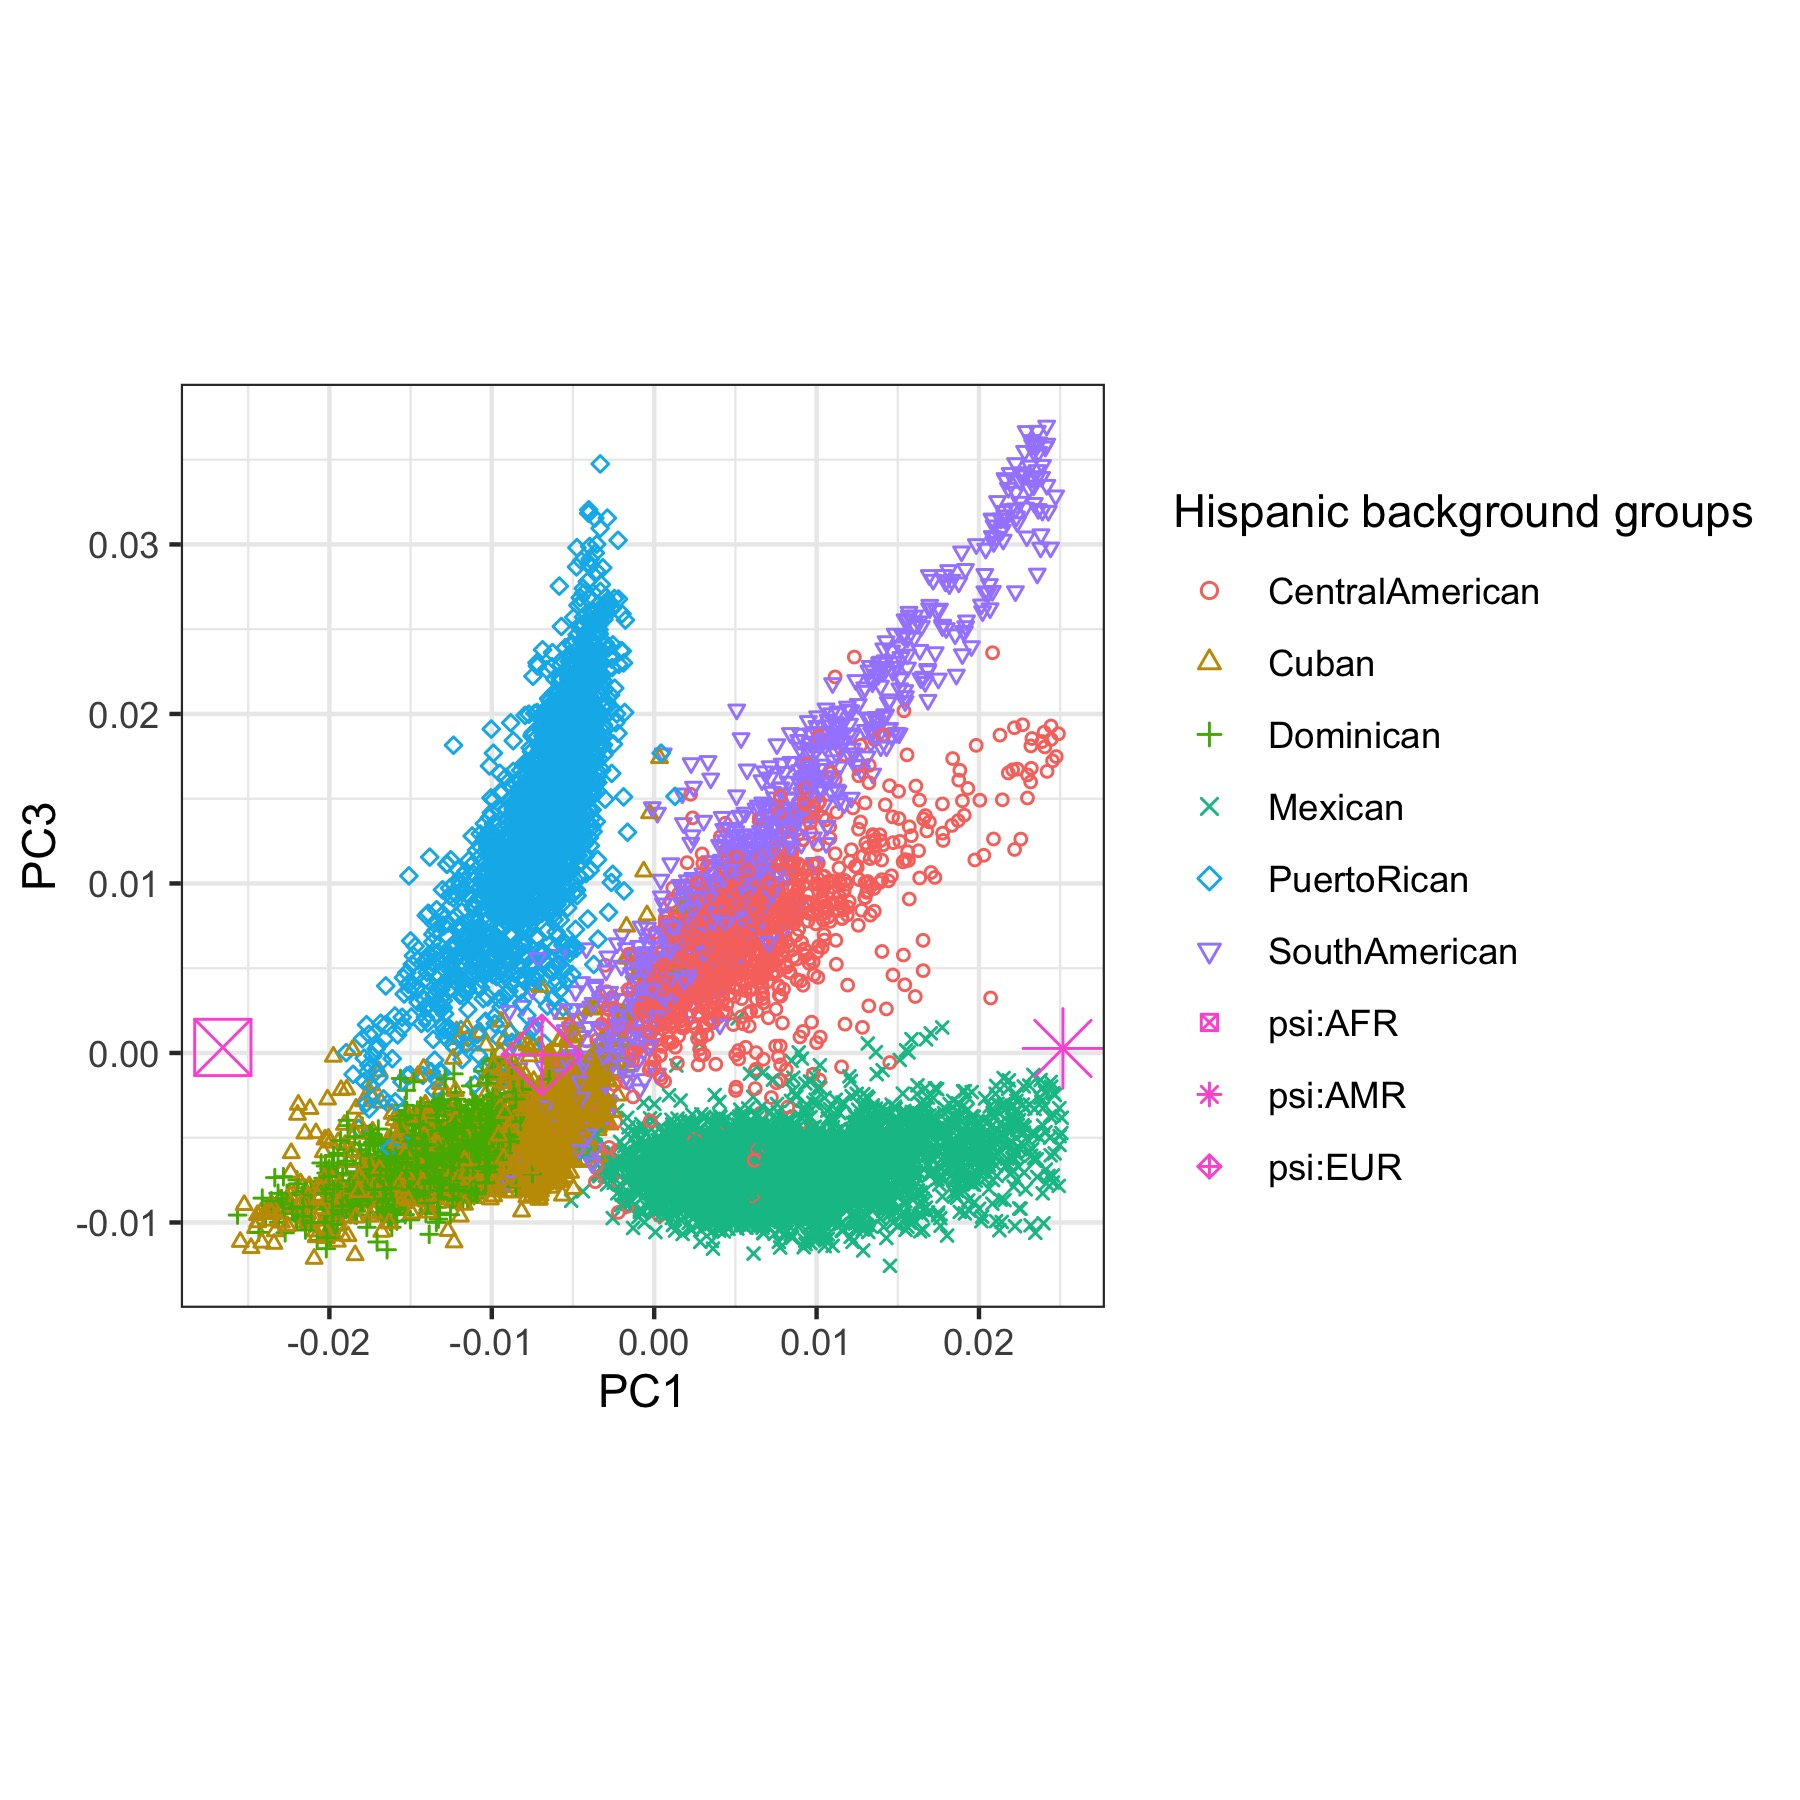 0.03
0.02
0.01
0.00
-0.01
PC3
-0.02
-0.01
0.00
0.01
0.02
PC1
Hispanic background groups
CentralAmerican
Cuban
Dominican
Mexican
PuertoRican
SouthAmerican
psi:AFR
psi:AMR
psi:EUR